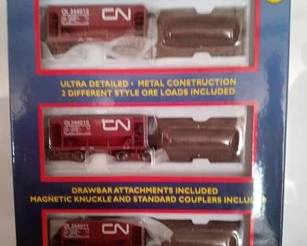 CN
ULTRA DETAILED • METAL CONSTRUCTION
2 DIFFERENT STYLE ORE LOADS INCLUDED
CN
DRAWBAR ATTACHMENTS INCLUDED
MAGNETIC KNUCKLE AND STANDARD COUPLERS INCLUDED
CN